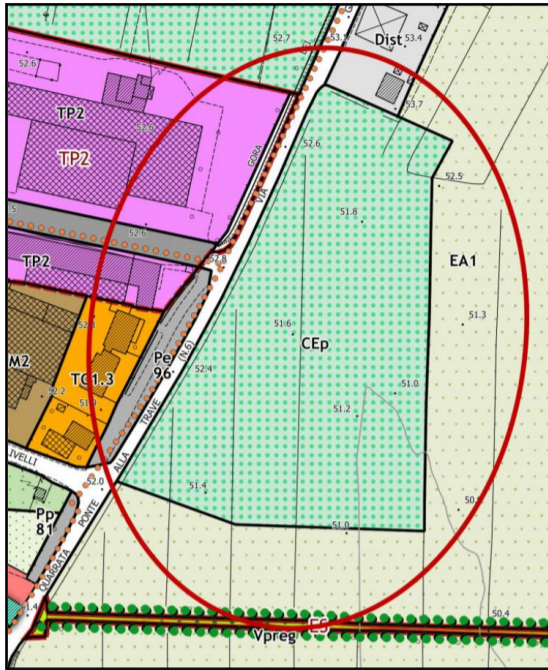 52.7
53.1
Dist.
53.4
52.6
53.7
TP2
52.6
TP2
GORA
VIA
52.6
52.5
51.8
52.6
TP2
52.8
EA1
51.3
51.6
CEp
M2
TC1.3
Pe
96
(N.6)
52.4
51.0
52.2
51.2
TRAVE
ALLA
51.4
LIVELLI
52.0
PONTE
Pp
81
51.0
QUARRATA
50.4
ES
Vpreg